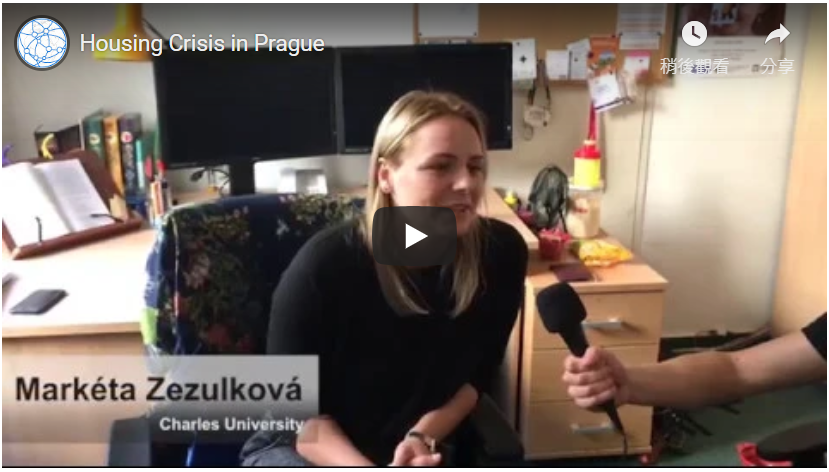 Housing Crisis in Prague
稍後觀看
分享
Markéta Zezulková
Charles University